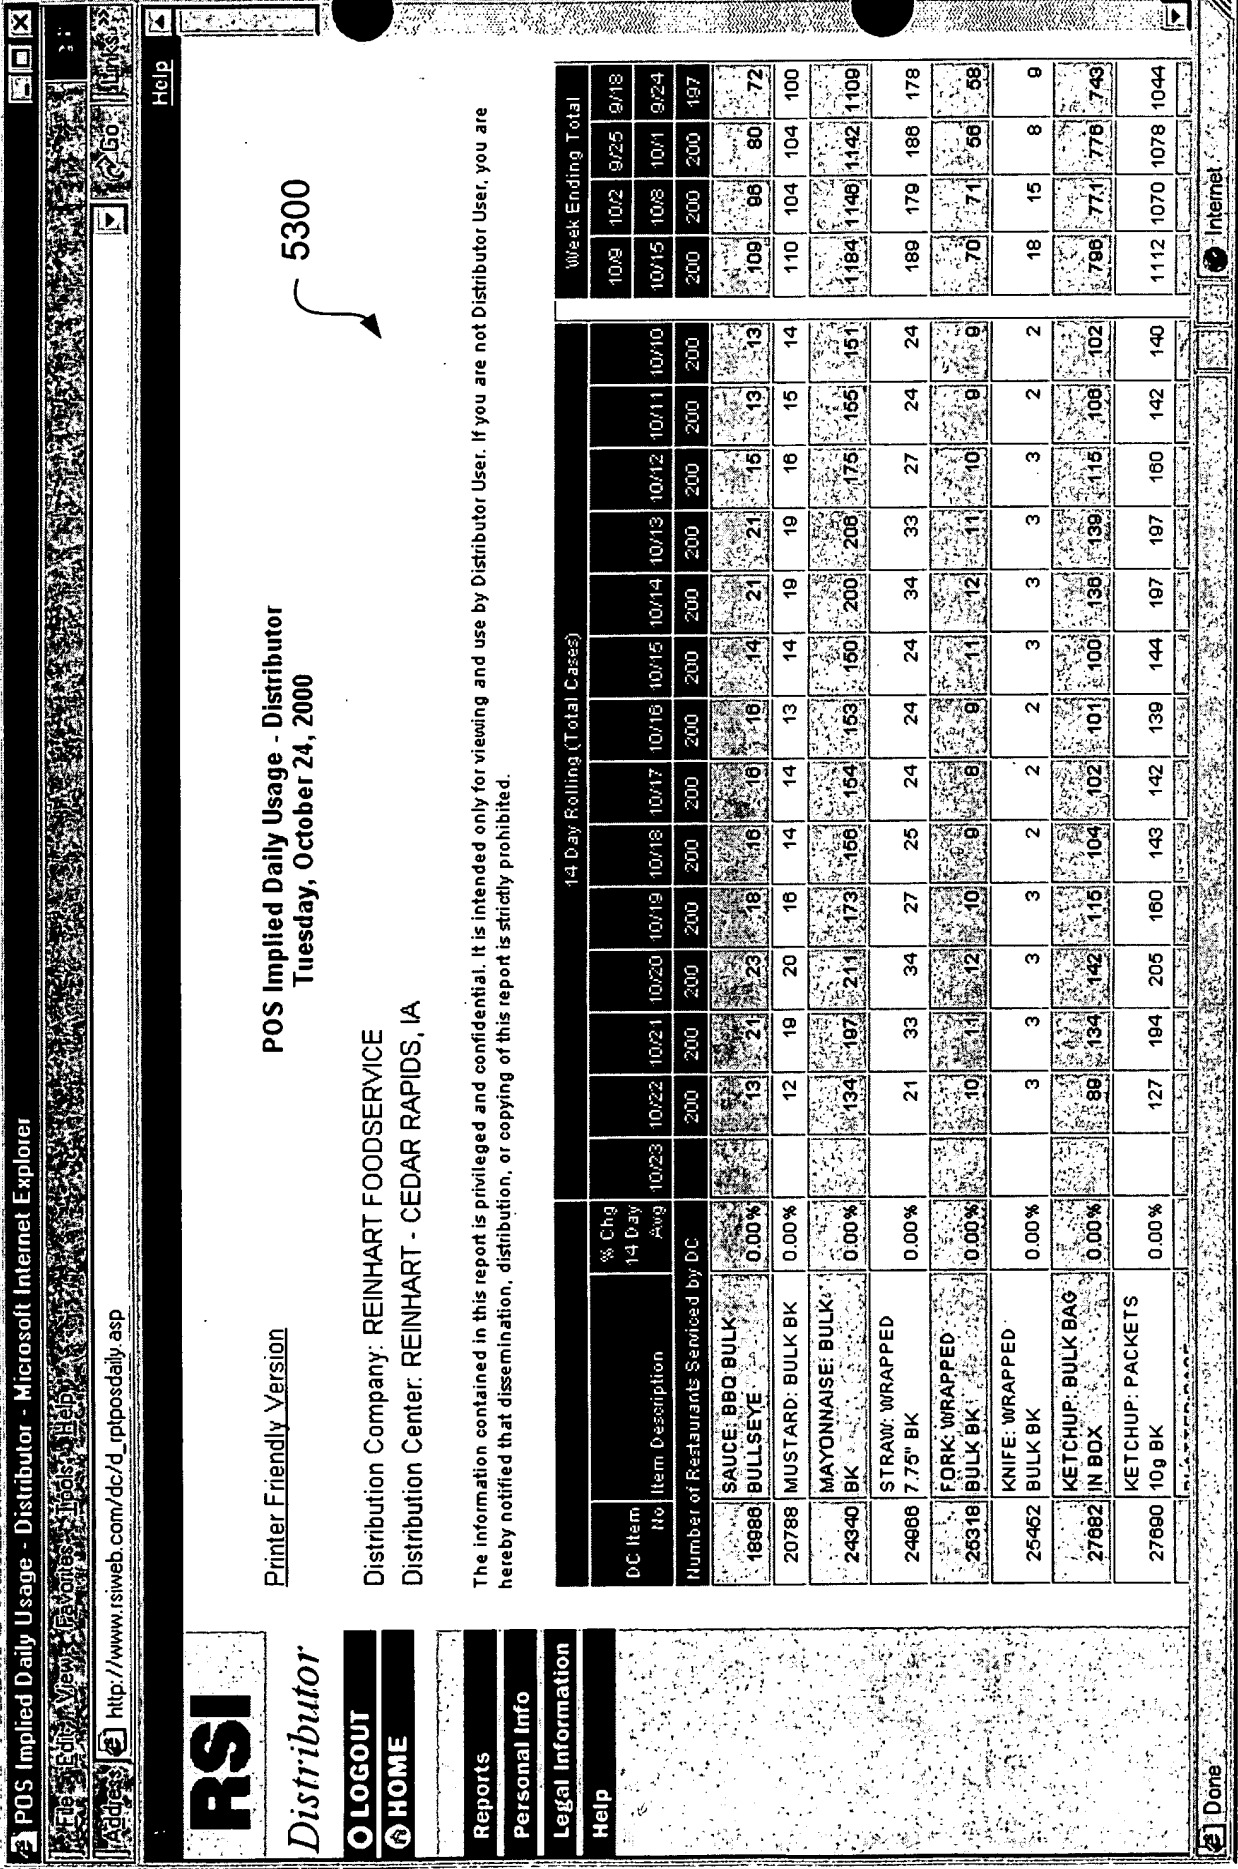 POS Implied Daily Usage - Distributor - Microsoft Internet Explorer
File Edit View Favorites Tools Help
Address http://www.rsiweb.com/dc/d_rptposdaily.asp Go Links »
Help
RSI
Distributor
LOGOUT
HOME
Reports
Personal Info
Legal Information
Help
Printer Friendly Version
POS Implied Daily Usage - Distributor
Tuesday, October 24, 2000
5300
Distribution Company: REINHART FOODSERVICE
Distribution Center: REINHART - CEDAR RAPIDS, IA
The information contained in this report is privileged and confidential. It is intended only for viewing and use by Distributor User. If you are not Distributor User, you are
hereby notified that dissemination, distribution, or copying of this report is strictly prohibited.
14 Day Rolling (Total Cases) Week Ending Total
% Chg 10/9 10/2 9/25 9/18
DC Item 14 Day
No Item Description Avg 10/23 10/22 10/21 10/20 10/19 10/18 10/17 10/16 10/15 10/14 10/13 10/12 10/11 10/10 10/15 10/8 10/1 9/24
Number of Restaurants Serviced by DC 200 200 200 200 200 200 200 200 200 200 200 200 200 200 200 200 197
SAUCE: BBQ BULK
18986 BULLSEYE 0.00% 13 21 23 18 16 16 16 14 21 21 15 13 13 109 96 80 72
20788 MUSTARD: BULK BK 0.00% 12 19 20 16 14 14 13 14 19 19 16 15 14 110 104 104 100
MAYONNAISE: BULK
24340 BK 0.00% 134 197 211 173 156 154 153 150 200 206 175 155 151 1184 1146 1142 1109
STRAW: WRAPPED
24966 7.75" BK 0.00% 21 33 34 27 25 24 24 24 34 33 27 24 24 189 179 186 178
FORK: WRAPPED
25318 BULK BK 0.00% 10 11 12 10 9 8 9 11 12 11 10 9 9 70 71 56 58
KNIFE: WRAPPED
25452 BULK BK 0.00% 3 3 3 3 2 2 2 3 3 3 3 2 2 18 15 8 9
KETCHUP: BULK BAG
27682 IN BOX 0.00% 89 134 142 115 104 102 101 100 136 139 115 106 102 796 771 776 743
KETCHUP: PACKETS
27690 10g BK 0.00% 127 194 205 160 143 142 139 144 197 197 160 142 140 1112 1070 1078 1044
Done Internet